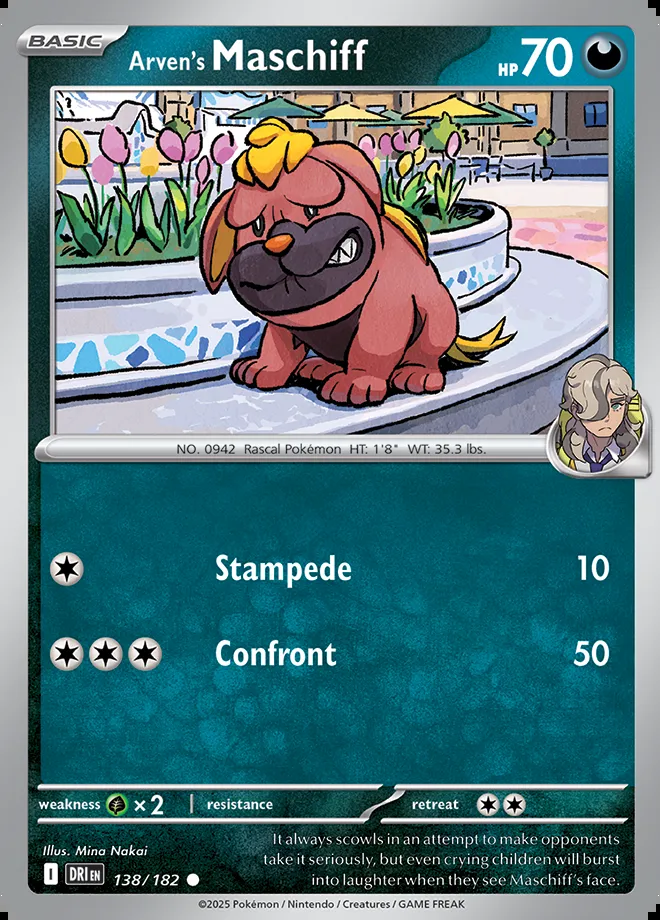 BASIC
Arven's Maschiff HP 70
NO. 0942 Rascal Pokémon HT: 1'8" WT: 35.3 lbs.
Stampede 10
Confront 50
weakness ×2 resistance retreat
Illus. Mina Nakai
It always scowls in an attempt to make opponents
take it seriously, but even crying children will burst
into laughter when they see Maschiff's face.
I DRI EN 138/182
©2025 Pokémon / Nintendo / Creatures / GAME FREAK